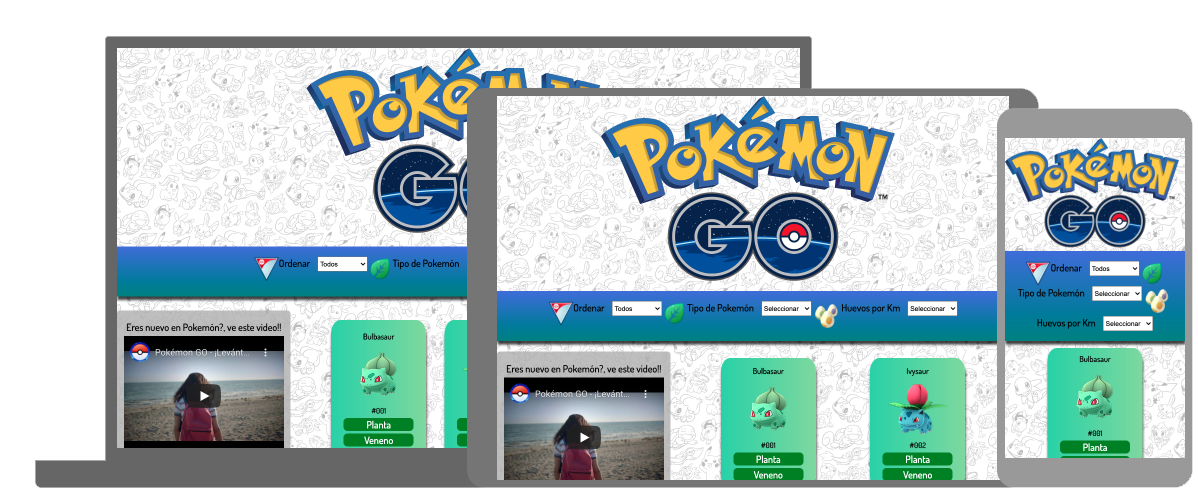 Poké
G
Ordenar Todos Tipo de Pokemón
Eres nuevo en Pokemón?, ve este video!!
Pokémon GO - ¡Levánt...
Bulbasaur
#001
Planta
Veneno
POKéMON
TM
GO
Ordenar Todos Tipo de Pokemón Seleccionar Huevos por Km Seleccionar
Eres nuevo en Pokemón?, ve este video!!
Pokémon GO - ¡Levánt...
Bulbasaur
#001
Planta
Veneno
Ivysaur
#002
Planta
Veneno
POKéMON
TM
GO
Ordenar Todos
Tipo de Pokemón Seleccionar
Huevos por Km Seleccionar
Bulbasaur
#001
Planta